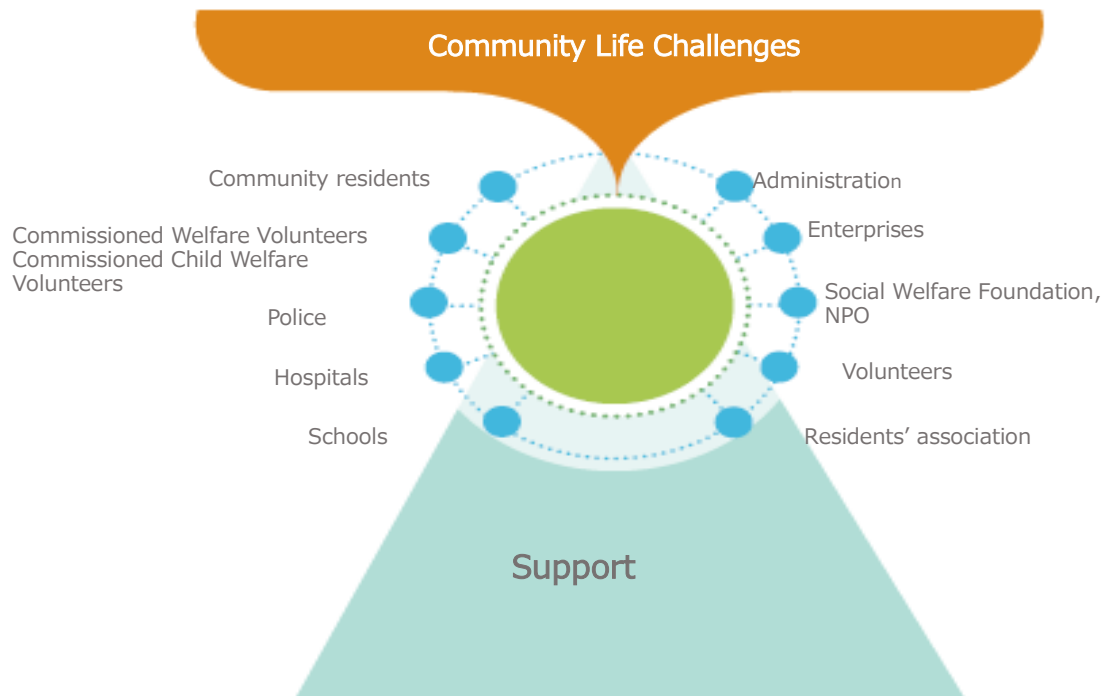 Community Life Challenges
Community residents
Administration
Commissioned Welfare Volunteers
Commissioned Child Welfare
Volunteers
Enterprises
Police
Social Welfare Foundation,
NPO
Hospitals
Volunteers
Schools
Residents’ association
Support